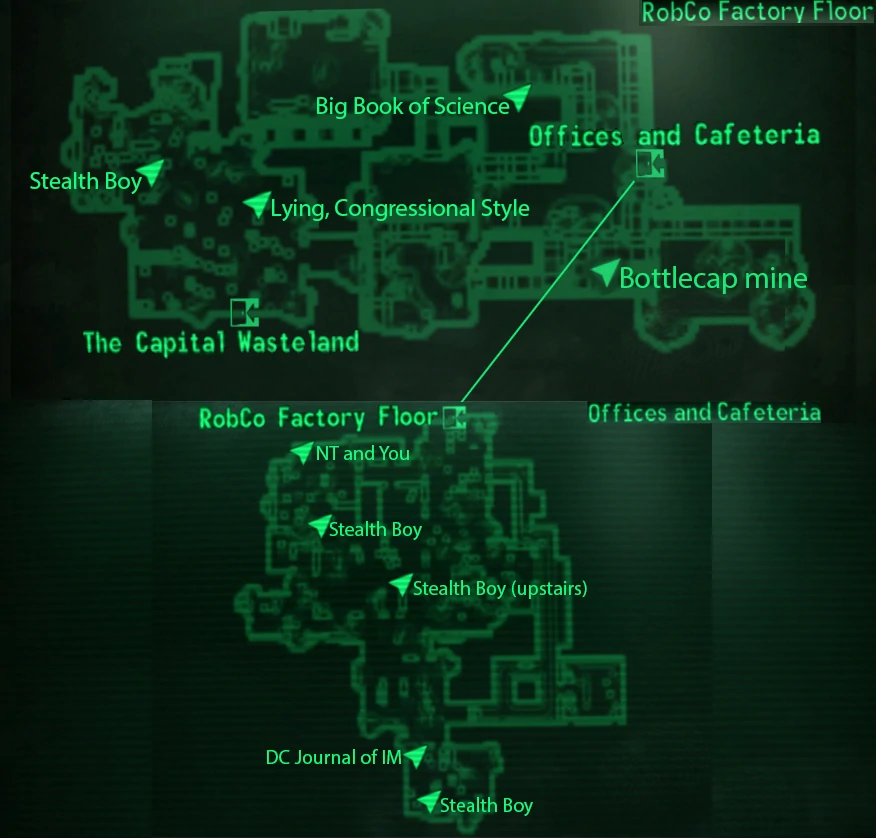 RobCo Factory Floor
Big Book of Science
Offices and Cafeteria
Stealth Boy
Lying, Congressional Style
Bottlecap mine
The Capital Wasteland
RobCo Factory Floor
Offices and Cafeteria
NT and You
Stealth Boy
Stealth Boy (upstairs)
DC Journal of IM
Stealth Boy